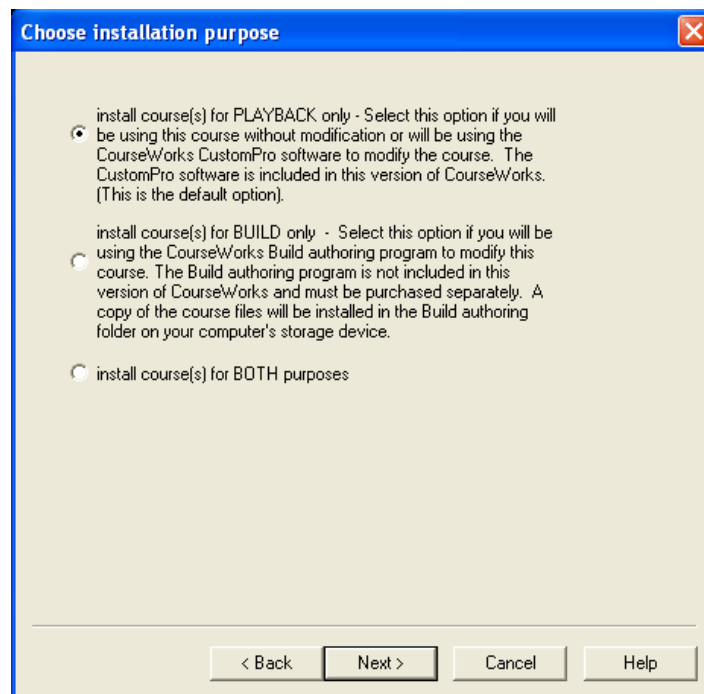 Choose installation purpose
install course(s) for PLAYBACK only - Select this option if you will
be using this course without modification or will be using the
CourseWorks CustomPro software to modify the course.  The
CustomPro software is included in this version of CourseWorks.
(This is the default option).
install course(s) for BUILD only  -  Select this option if you will be
using the CourseWorks Build authoring program to modify this
course. The Build authoring program is not included in this
version of CourseWorks and must be purchased separately.  A
copy of the course files will be installed in the Build authoring
folder on your computer's storage device.
install course(s) for BOTH purposes
< Back Next > Cancel Help